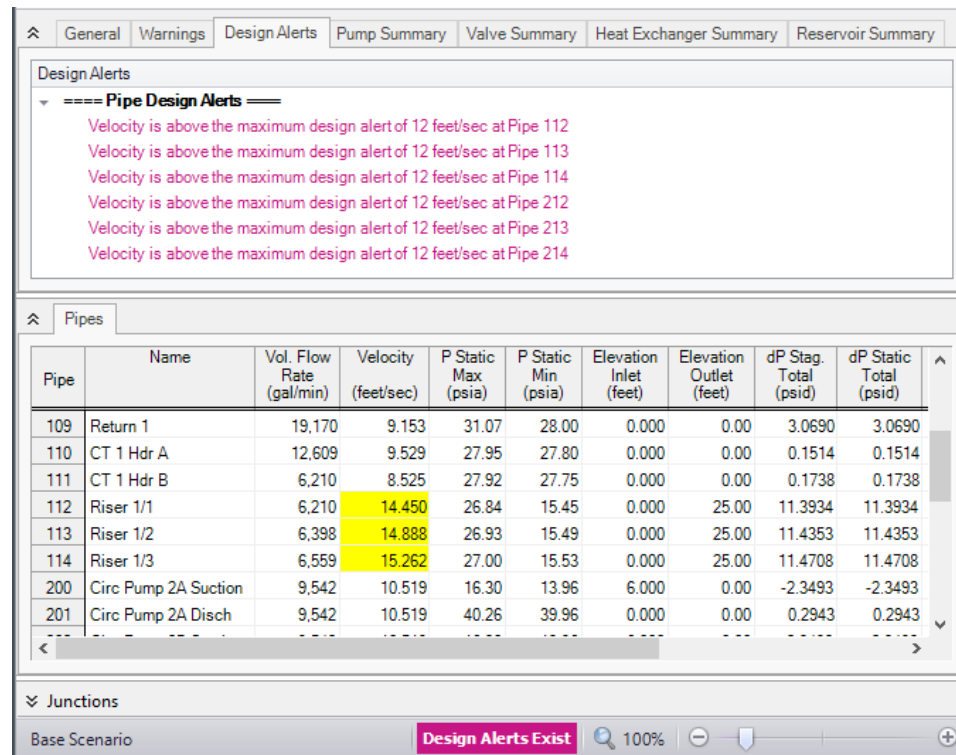 General Warnings Design Alerts Pump Summary Valve Summary Heat Exchanger Summary Reservoir Summary
Design Alerts
==== Pipe Design Alerts ====
Velocity is above the maximum design alert of 12 feet/sec at Pipe 112
Velocity is above the maximum design alert of 12 feet/sec at Pipe 113
Velocity is above the maximum design alert of 12 feet/sec at Pipe 114
Velocity is above the maximum design alert of 12 feet/sec at Pipe 212
Velocity is above the maximum design alert of 12 feet/sec at Pipe 213
Velocity is above the maximum design alert of 12 feet/sec at Pipe 214
Pipes
Pipe Name Vol. Flow Rate (gal/min) Velocity (feet/sec) P Static Max (psia) P Static Min (psia) Elevation Inlet (feet) Elevation Outlet (feet) dP Stag. Total (psid) dP Static Total (psid)
109 Return 1 19,170 9.153 31.07 28.00 0.000 0.00 3.0690 3.0690
110 CT 1 Hdr A 12,609 9.529 27.95 27.80 0.000 0.00 0.1514 0.1514
111 CT 1 Hdr B 6,210 8.525 27.92 27.75 0.000 0.00 0.1738 0.1738
112 Riser 1/1 6,210 14.450 26.84 15.45 0.000 25.00 11.3934 11.3934
113 Riser 1/2 6,398 14.888 26.93 15.49 0.000 25.00 11.4353 11.4353
114 Riser 1/3 6,559 15.262 27.00 15.53 0.000 25.00 11.4708 11.4708
200 Circ Pump 2A Suction 9,542 10.519 16.30 13.96 6.000 0.00 -2.3493 -2.3493
201 Circ Pump 2A Disch 9,542 10.519 40.26 39.96 0.000 0.00 0.2943 0.2943
Junctions
Base Scenario Design Alerts Exist 100%